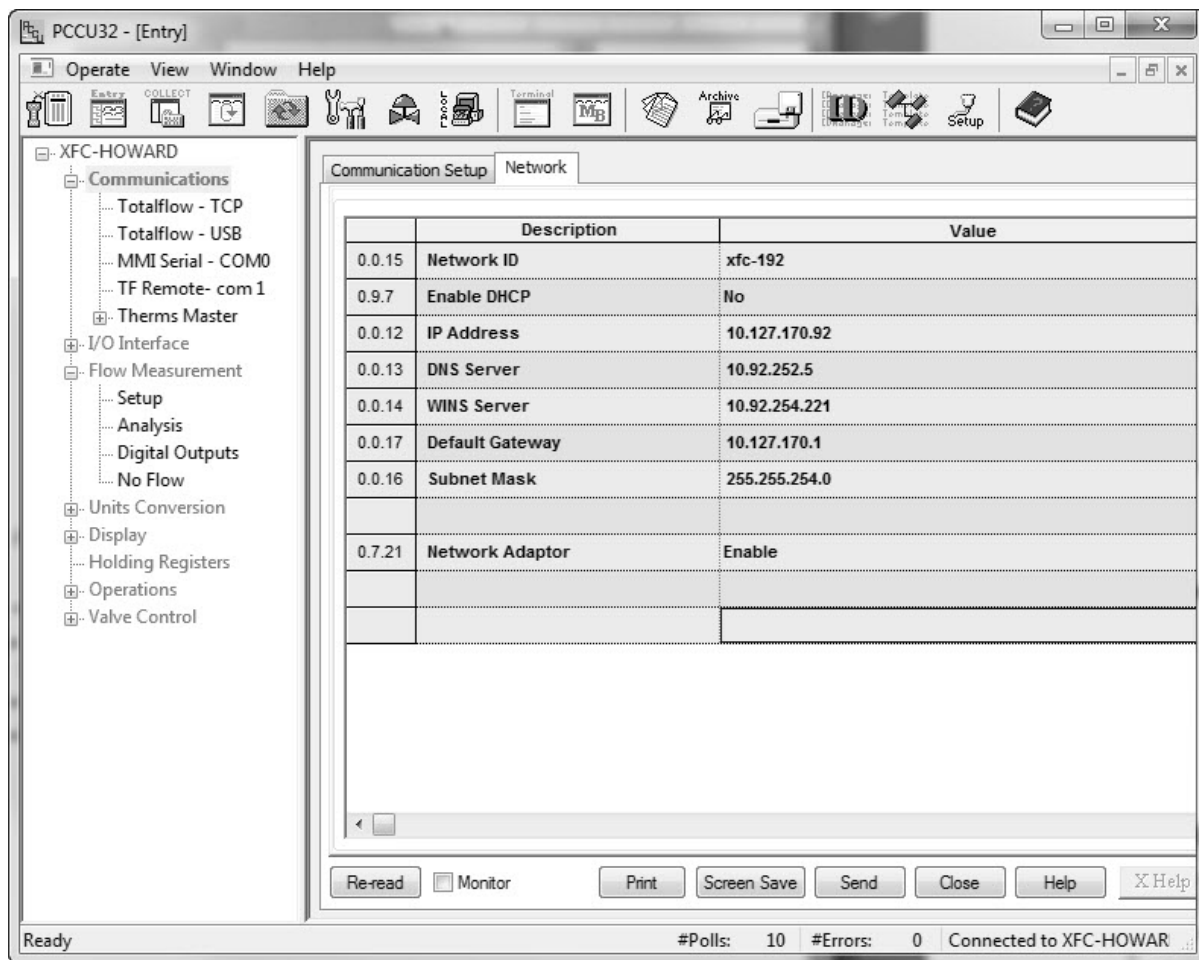 PCCU32 - [Entry]
Operate View Window Help
Entry COLLECT LOCAL Terminal MB Archive ID Setup
XFC-HOWARD
Communications
Totalflow - TCP
Totalflow - USB
MMI Serial - COM0
TF Remote- com 1
Therms Master
I/O Interface
Flow Measurement
Setup
Analysis
Digital Outputs
No Flow
Units Conversion
Display
Holding Registers
Operations
Valve Control
Communication Setup Network
Description Value
0.0.15 Network ID xfc-192
0.9.7 Enable DHCP No
0.0.12 IP Address 10.127.170.92
0.0.13 DNS Server 10.92.252.5
0.0.14 WINS Server 10.92.254.221
0.0.17 Default Gateway 10.127.170.1
0.0.16 Subnet Mask 255.255.254.0
0.7.21 Network Adaptor Enable
Re-read Monitor Print Screen Save Send Close Help X Help
Ready #Polls: 10 #Errors: 0 Connected to XFC-HOWAR